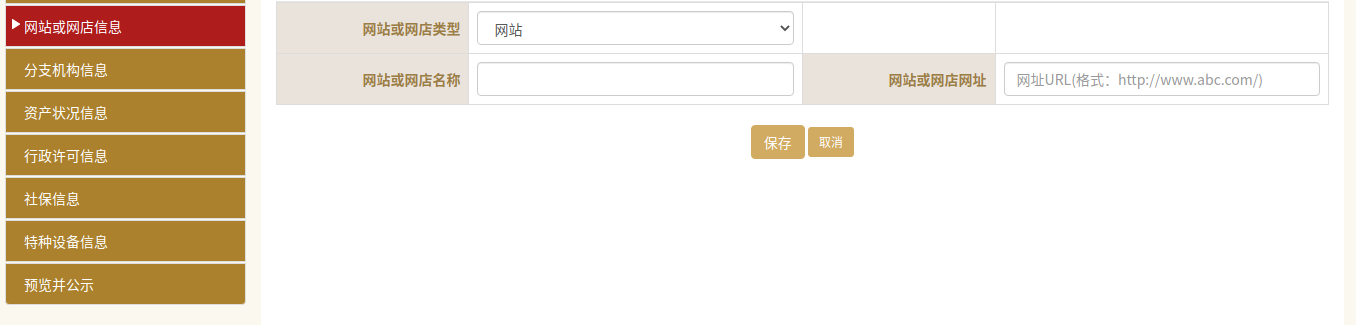 网站或网店信息
分支机构信息
资产状况信息
行政许可信息
社保信息
特种设备信息
预览并公示
网站或网店类型 网站
网站或网店名称 网站或网店网址 网址URL(格式：http://www.abc.com/)
保存 取消